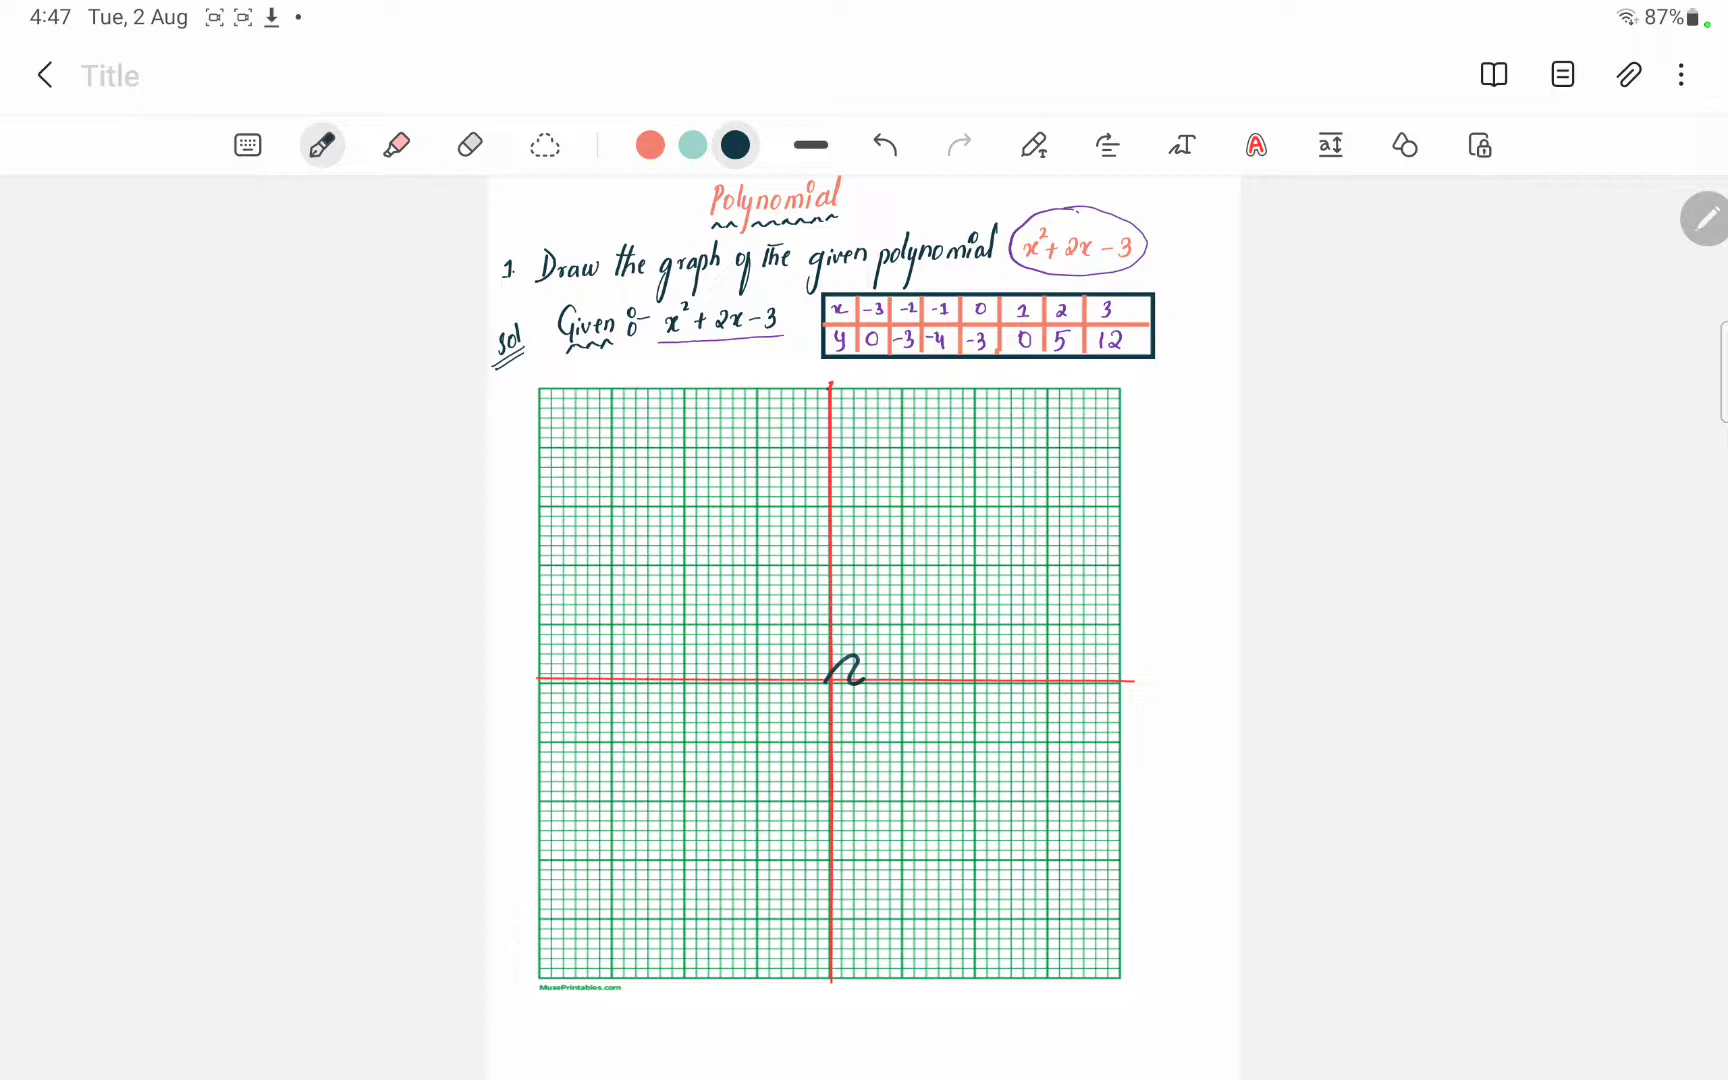 4:47 Tue, 2 Aug
87%
Title
Polynomial
1. Draw the graph of the given polynomial x² + 2x - 3
Sol Given :- x² + 2x - 3
x -3 -2 -1 0 1 2 3
y 0 -3 -4 -3 0 5 12
MusePrintables.com